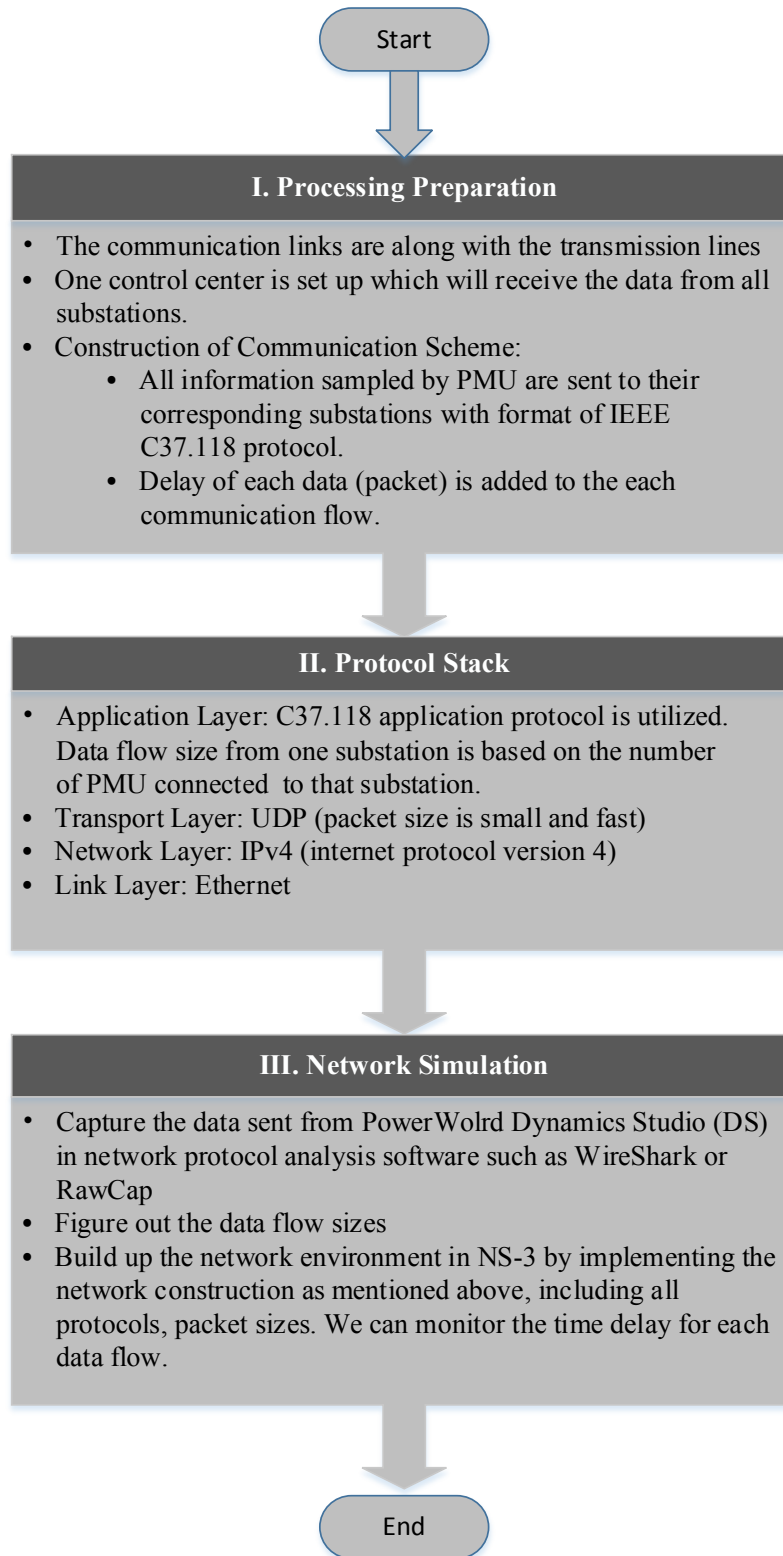 Start
I. Processing Preparation
• The communication links are along with the transmission lines
• One control center is set up which will receive the data from all
substations.
• Construction of Communication Scheme:
• All information sampled by PMU are sent to their
corresponding substations with format of IEEE
C37.118 protocol.
• Delay of each data (packet) is added to the each
communication flow.
II. Protocol Stack
• Application Layer: C37.118 application protocol is utilized.
Data flow size from one substation is based on the number
of PMU connected to that substation.
• Transport Layer: UDP (packet size is small and fast)
• Network Layer: IPv4 (internet protocol version 4)
• Link Layer: Ethernet
III. Network Simulation
• Capture the data sent from PowerWolrd Dynamics Studio (DS)
in network protocol analysis software such as WireShark or
RawCap
• Figure out the data flow sizes
• Build up the network environment in NS-3 by implementing the
network construction as mentioned above, including all
protocols, packet sizes. We can monitor the time delay for each
data flow.
End